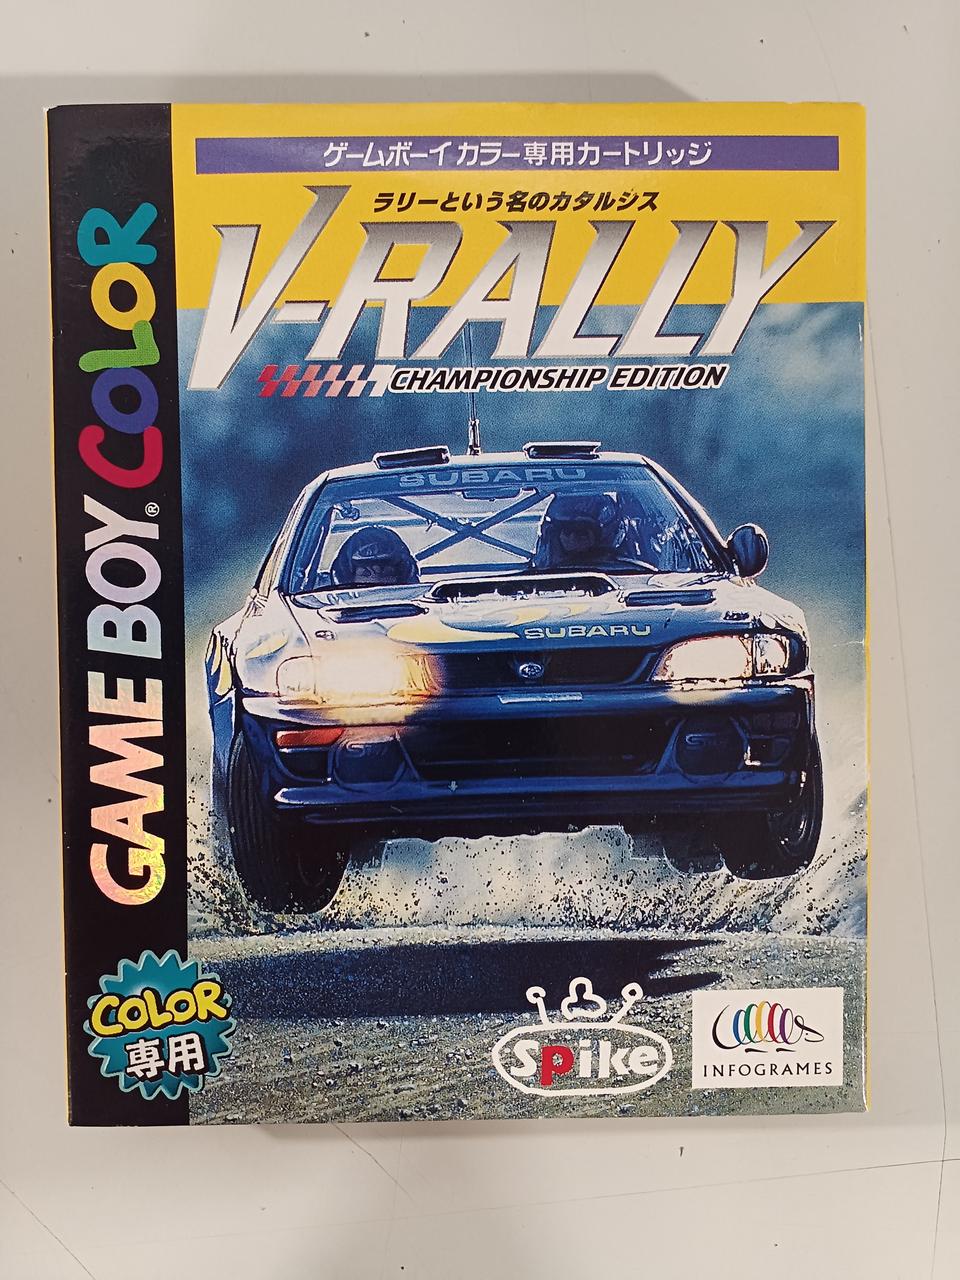 ゲームボーイカラー専用カートリッジ
ラリーという名のカタルシス
V-RALLY
CHAMPIONSHIP EDITION
GAME BOY® COLOR
SUBARU
SUBARU
COLOR
専用
Spike
INFOGRAMES